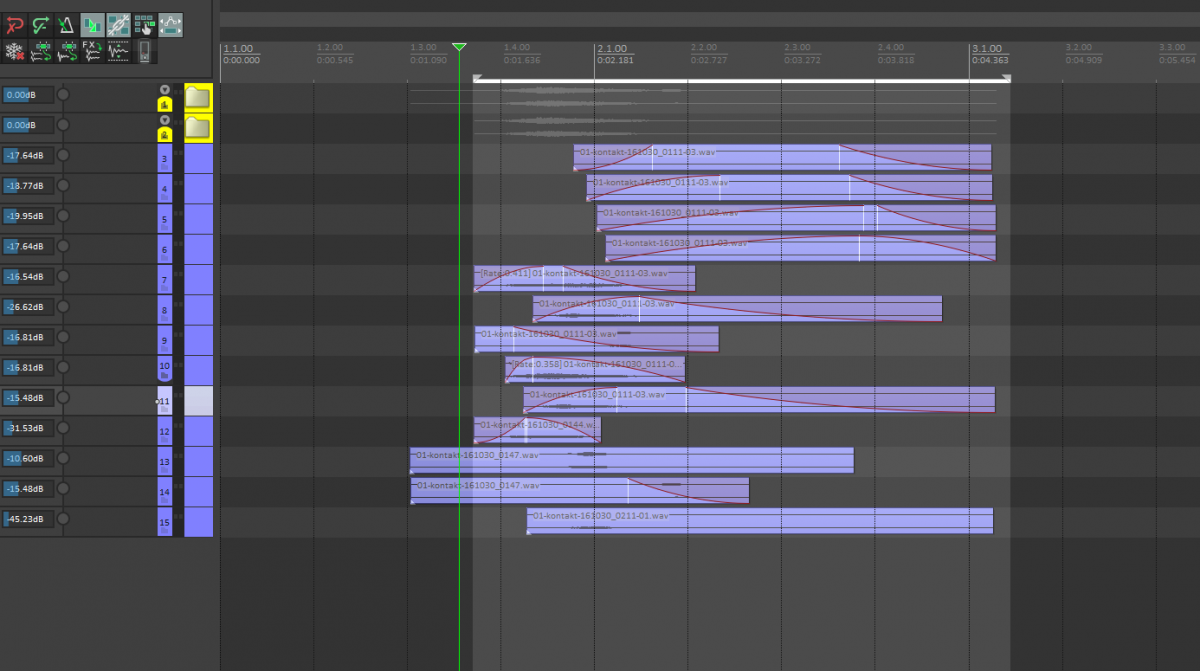 FX
1.1.00 1.2.00 1.3.00 1.4.00 2.1.00 2.2.00 2.3.00 2.4.00 3.1.00 3.2.00 3.3.00
0:00.000 0:00.545 0:01.090 0:01.636 0:02.181 0:02.727 0:03.272 0:03.818 0:04.363 0:04.909 0:05.454
0.00dB
0.00dB
-17.64dB 3 01-kontakt-161030_0111-03.wav
-18.77dB 4 01-kontakt-161030_0111-03.wav
-19.95dB 5 01-kontakt-161030_0111-03.wav
-17.64dB 6 01-kontakt-161030_0111-03.wav
-16.54dB 7 [Rate:0.411] 01-kontakt-161030_0111-03.wav
-26.62dB 8 01-kontakt-161030_0111-03.wav
-16.81dB 9 01-kontakt-161030_0111-03.wav
-16.81dB 10 [Rate:0.358] 01-kontakt-161030_0111-0...
-15.48dB 11 01-kontakt-161030_0111-03.wav
-31.53dB 12 01-kontakt-161030_0144.w...
-10.60dB 13 01-kontakt-161030_0147.wav
-15.48dB 14 01-kontakt-161030_0147.wav
-45.23dB 15 01-kontakt-161030_0211-01.wav